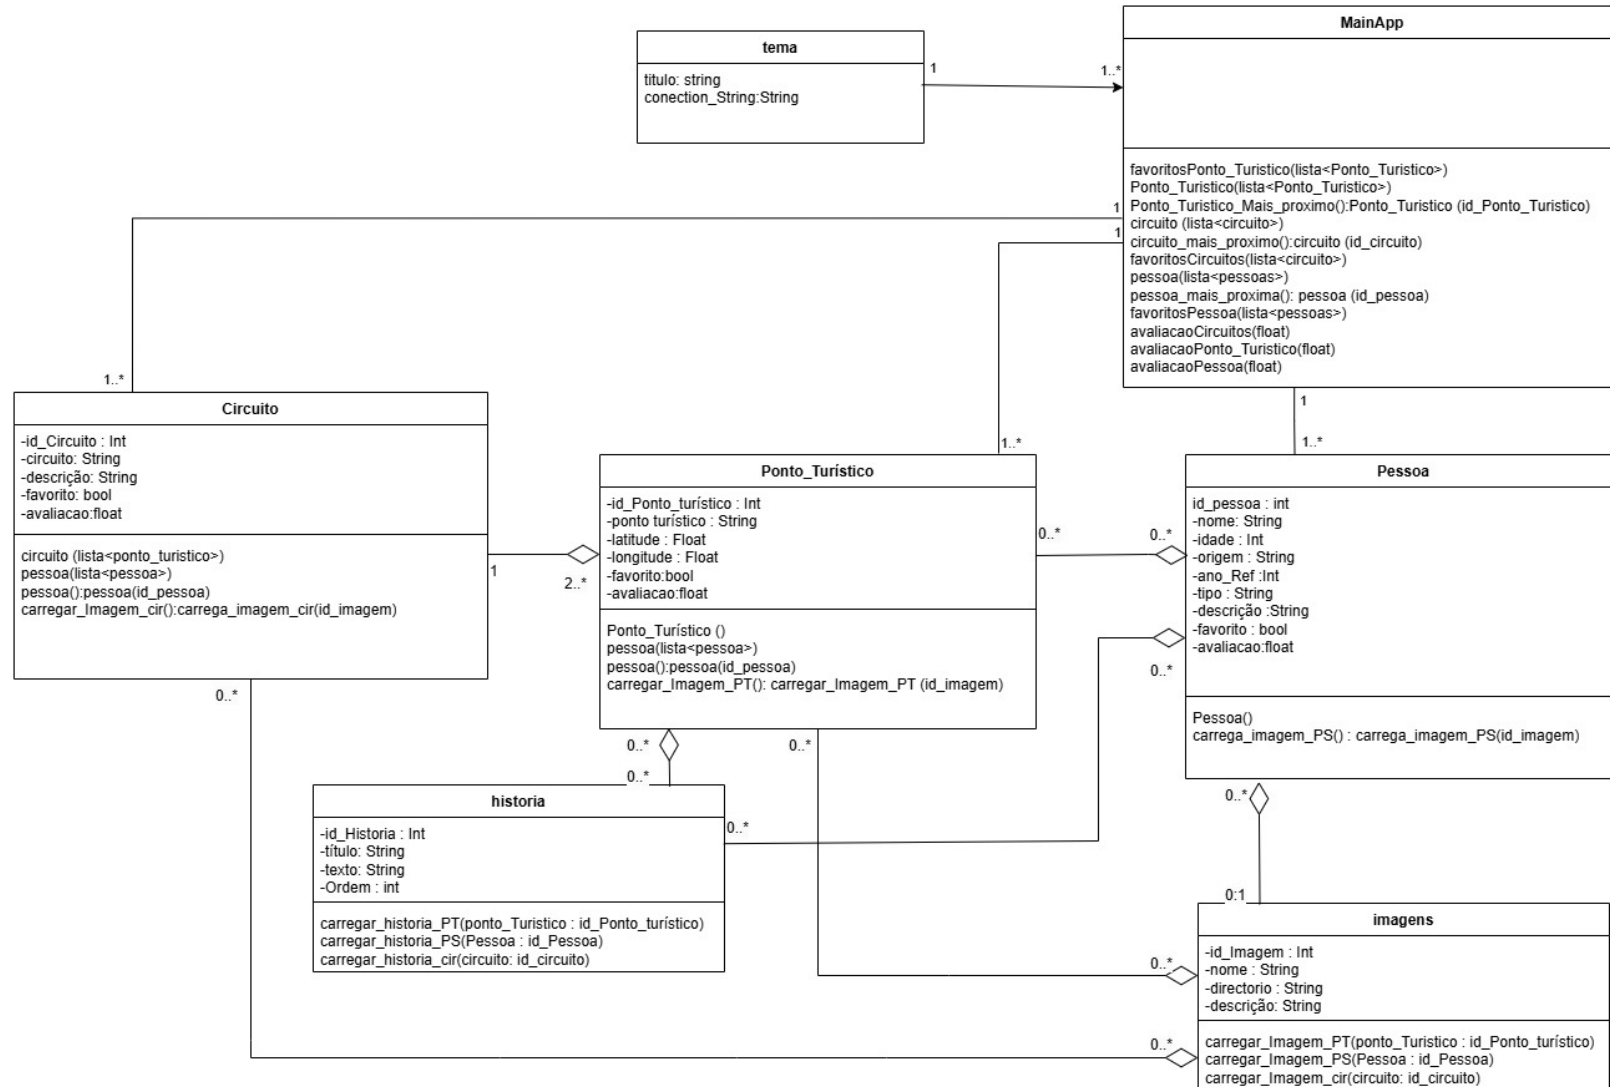 tema
titulo: string
conection_String:String
1
1..*
MainApp
favoritosPonto_Turistico(lista<Ponto_Turistico>)
Ponto_Turistico(lista<Ponto_Turistico>)
Ponto_Turistico_Mais_proximo():Ponto_Turistico (id_Ponto_Turistico)
circuito (lista<circuito>)
circuito_mais_proximo():circuito (id_circuito)
favoritosCircuitos(lista<circuito>)
pessoa(lista<pessoas>)
pessoa_mais_proxima(): pessoa (id_pessoa)
favoritosPessoa(lista<pessoas>)
avaliacaoCircuitos(float)
avaliacaoPonto_Turistico(float)
avaliacaoPessoa(float)
1
1
1
1..*
1..*
1..*
Circuito
-id_Circuito : Int
-circuito: String
-descrição: String
-favorito: bool
-avaliacao:float
circuito (lista<ponto_turistico>)
pessoa(lista<pessoa>)
pessoa():pessoa(id_pessoa)
carregar_Imagem_cir():carrega_imagem_cir(id_imagem)
1
2..*
0..*
Ponto_Turístico
-id_Ponto_turístico : Int
-ponto turístico : String
-latitude : Float
-longitude : Float
-favorito:bool
-avaliacao:float
Ponto_Turístico ()
pessoa(lista<pessoa>)
pessoa():pessoa(id_pessoa)
carregar_Imagem_PT(): carregar_Imagem_PT (id_imagem)
0..*
0..*
0..*
0..*
0..*
0..*
Pessoa
id_pessoa : int
-nome: String
-idade : Int
-origem : String
-ano_Ref :Int
-tipo : String
-descrição :String
-favorito : bool
-avaliacao:float
Pessoa()
carrega_imagem_PS() : carrega_imagem_PS(id_imagem)
0..*
0:1
historia
-id_Historia : Int
-título: String
-texto: String
-Ordem : int
carregar_historia_PT(ponto_Turistico : id_Ponto_turístico)
carregar_historia_PS(Pessoa : id_Pessoa)
carregar_historia_cir(circuito: id_circuito)
0..*
0..*
0..*
imagens
-id_Imagem : Int
-nome : String
-directorio : String
-descrição: String
carregar_Imagem_PT(ponto_Turistico : id_Ponto_turístico)
carregar_Imagem_PS(Pessoa : id_Pessoa)
carregar_Imagem_cir(circuito: id_circuito)